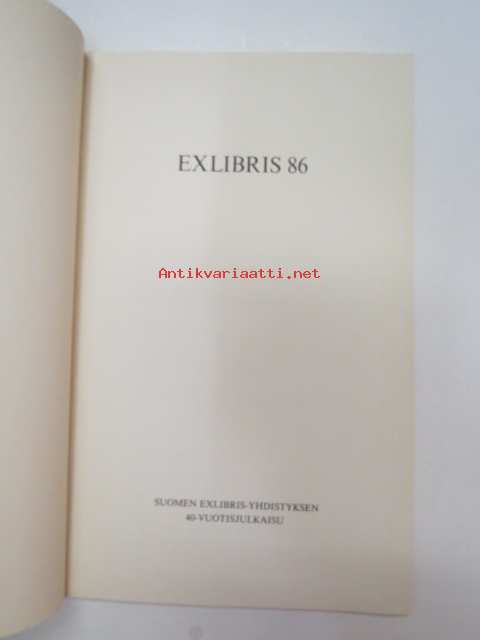 EXLIBRIS 86
Antikvariaatti.net
SUOMEN EXLIBRIS-YHDISTYKSEN
40-VUOTISJULKAISU